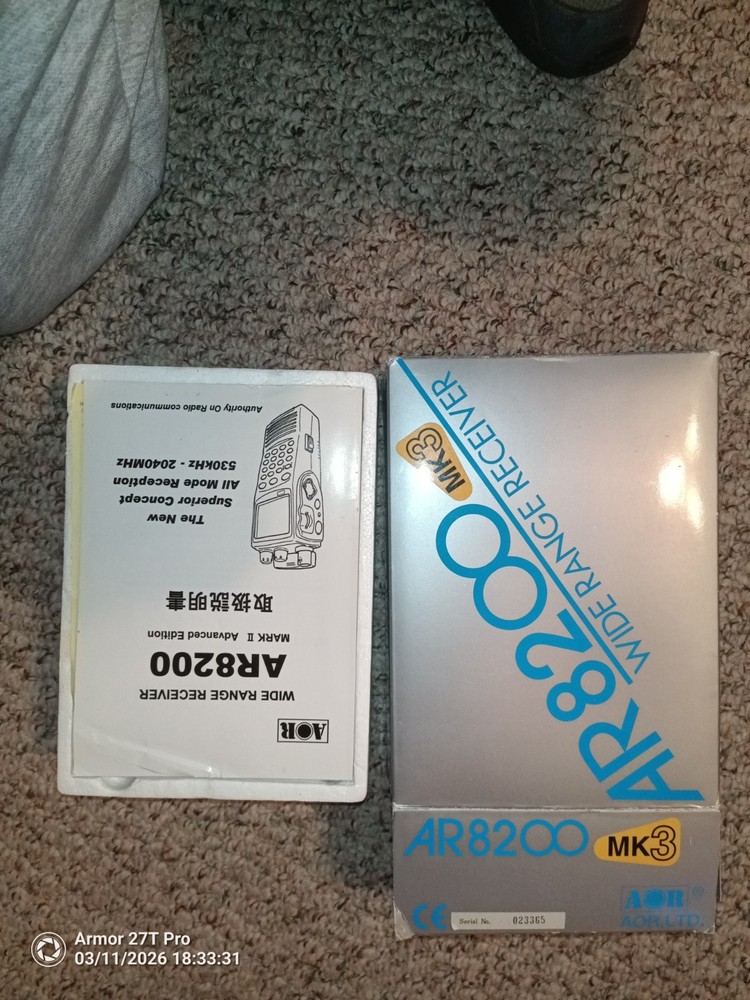 AOR
WIDE RANGE RECEIVER
AR8200
MARK II Advanced Edition
取扱説明書
The New
Superior Concept
All Mode Reception
530kHz - 2040MHz
Authority On Radio communications
AR8200 MK3
WIDE RANGE RECEIVER
AR8200 MK3
AOR®
AOR, LTD.
CE
Serial No. 023365
Armor 27T Pro
03/11/2026 18:33:31